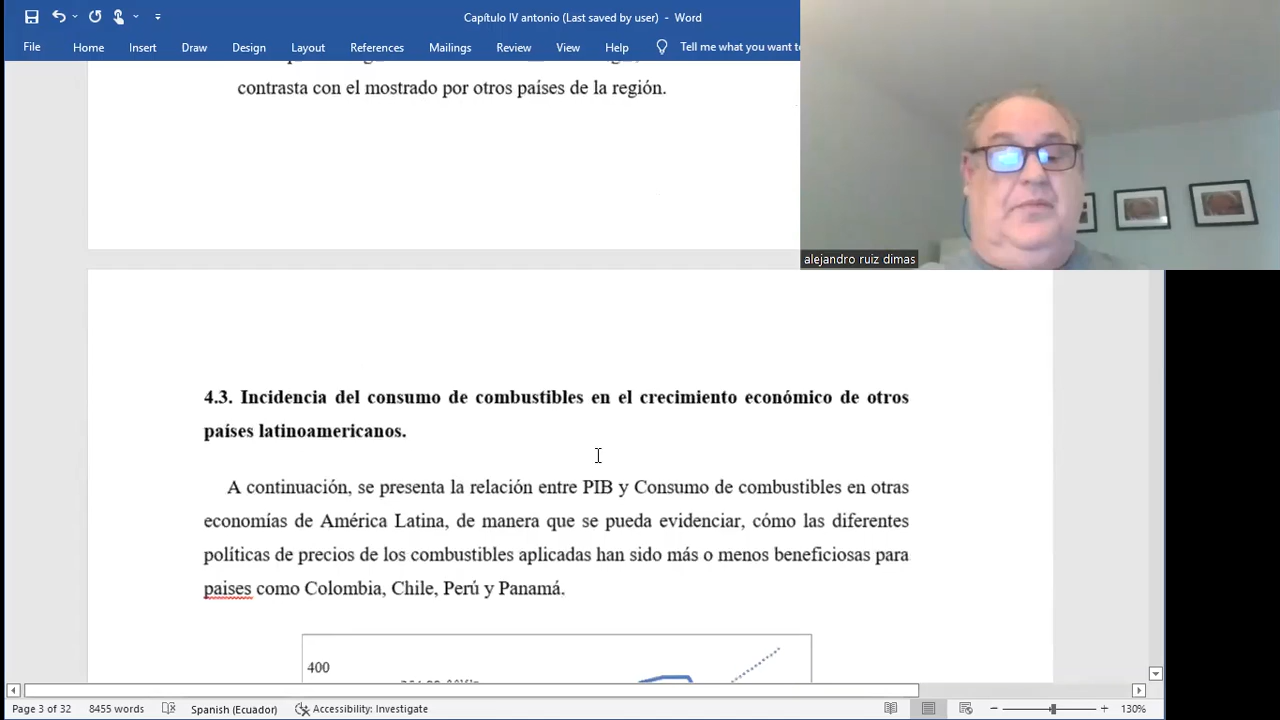 Capítulo IV antonio (Last saved by user) - Word
File Home Insert Draw Design Layout References Mailings Review View Help Tell me what you want to
contrasta con el mostrado por otros países de la región.
alejandro ruiz dimas
4.3. Incidencia del consumo de combustibles en el crecimiento económico de otros
países latinoamericanos.
A continuación, se presenta la relación entre PIB y Consumo de combustibles en otras
economías de América Latina, de manera que se pueda evidenciar, cómo las diferentes
políticas de precios de los combustibles aplicadas han sido más o menos beneficiosas para
paises como Colombia, Chile, Perú y Panamá.
400
Page 3 of 32 8455 words Spanish (Ecuador) Accessibility: Investigate 130%